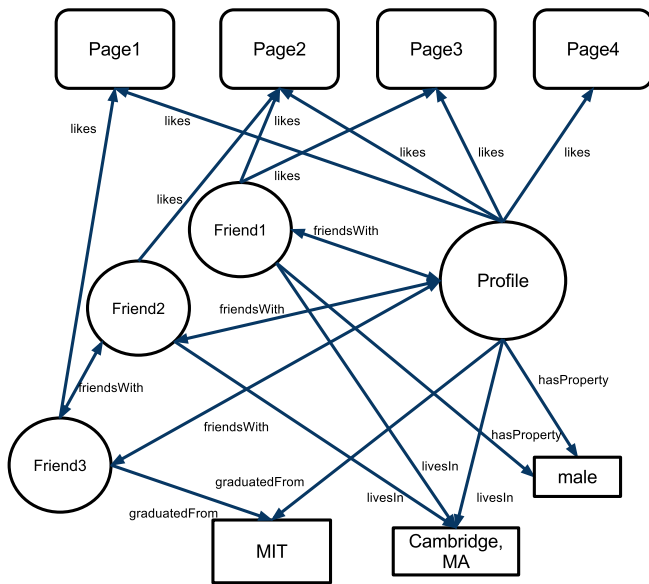 Page1
Page2
Page3
Page4
likes
likes
likes
likes
likes
likes
likes
likes
Friend1
friendsWith
Profile
Friend2
friendsWith
friendsWith
hasProperty
friendsWith
hasProperty
Friend3
livesIn
male
graduatedFrom
livesIn
livesIn
graduatedFrom
MIT
Cambridge,
MA